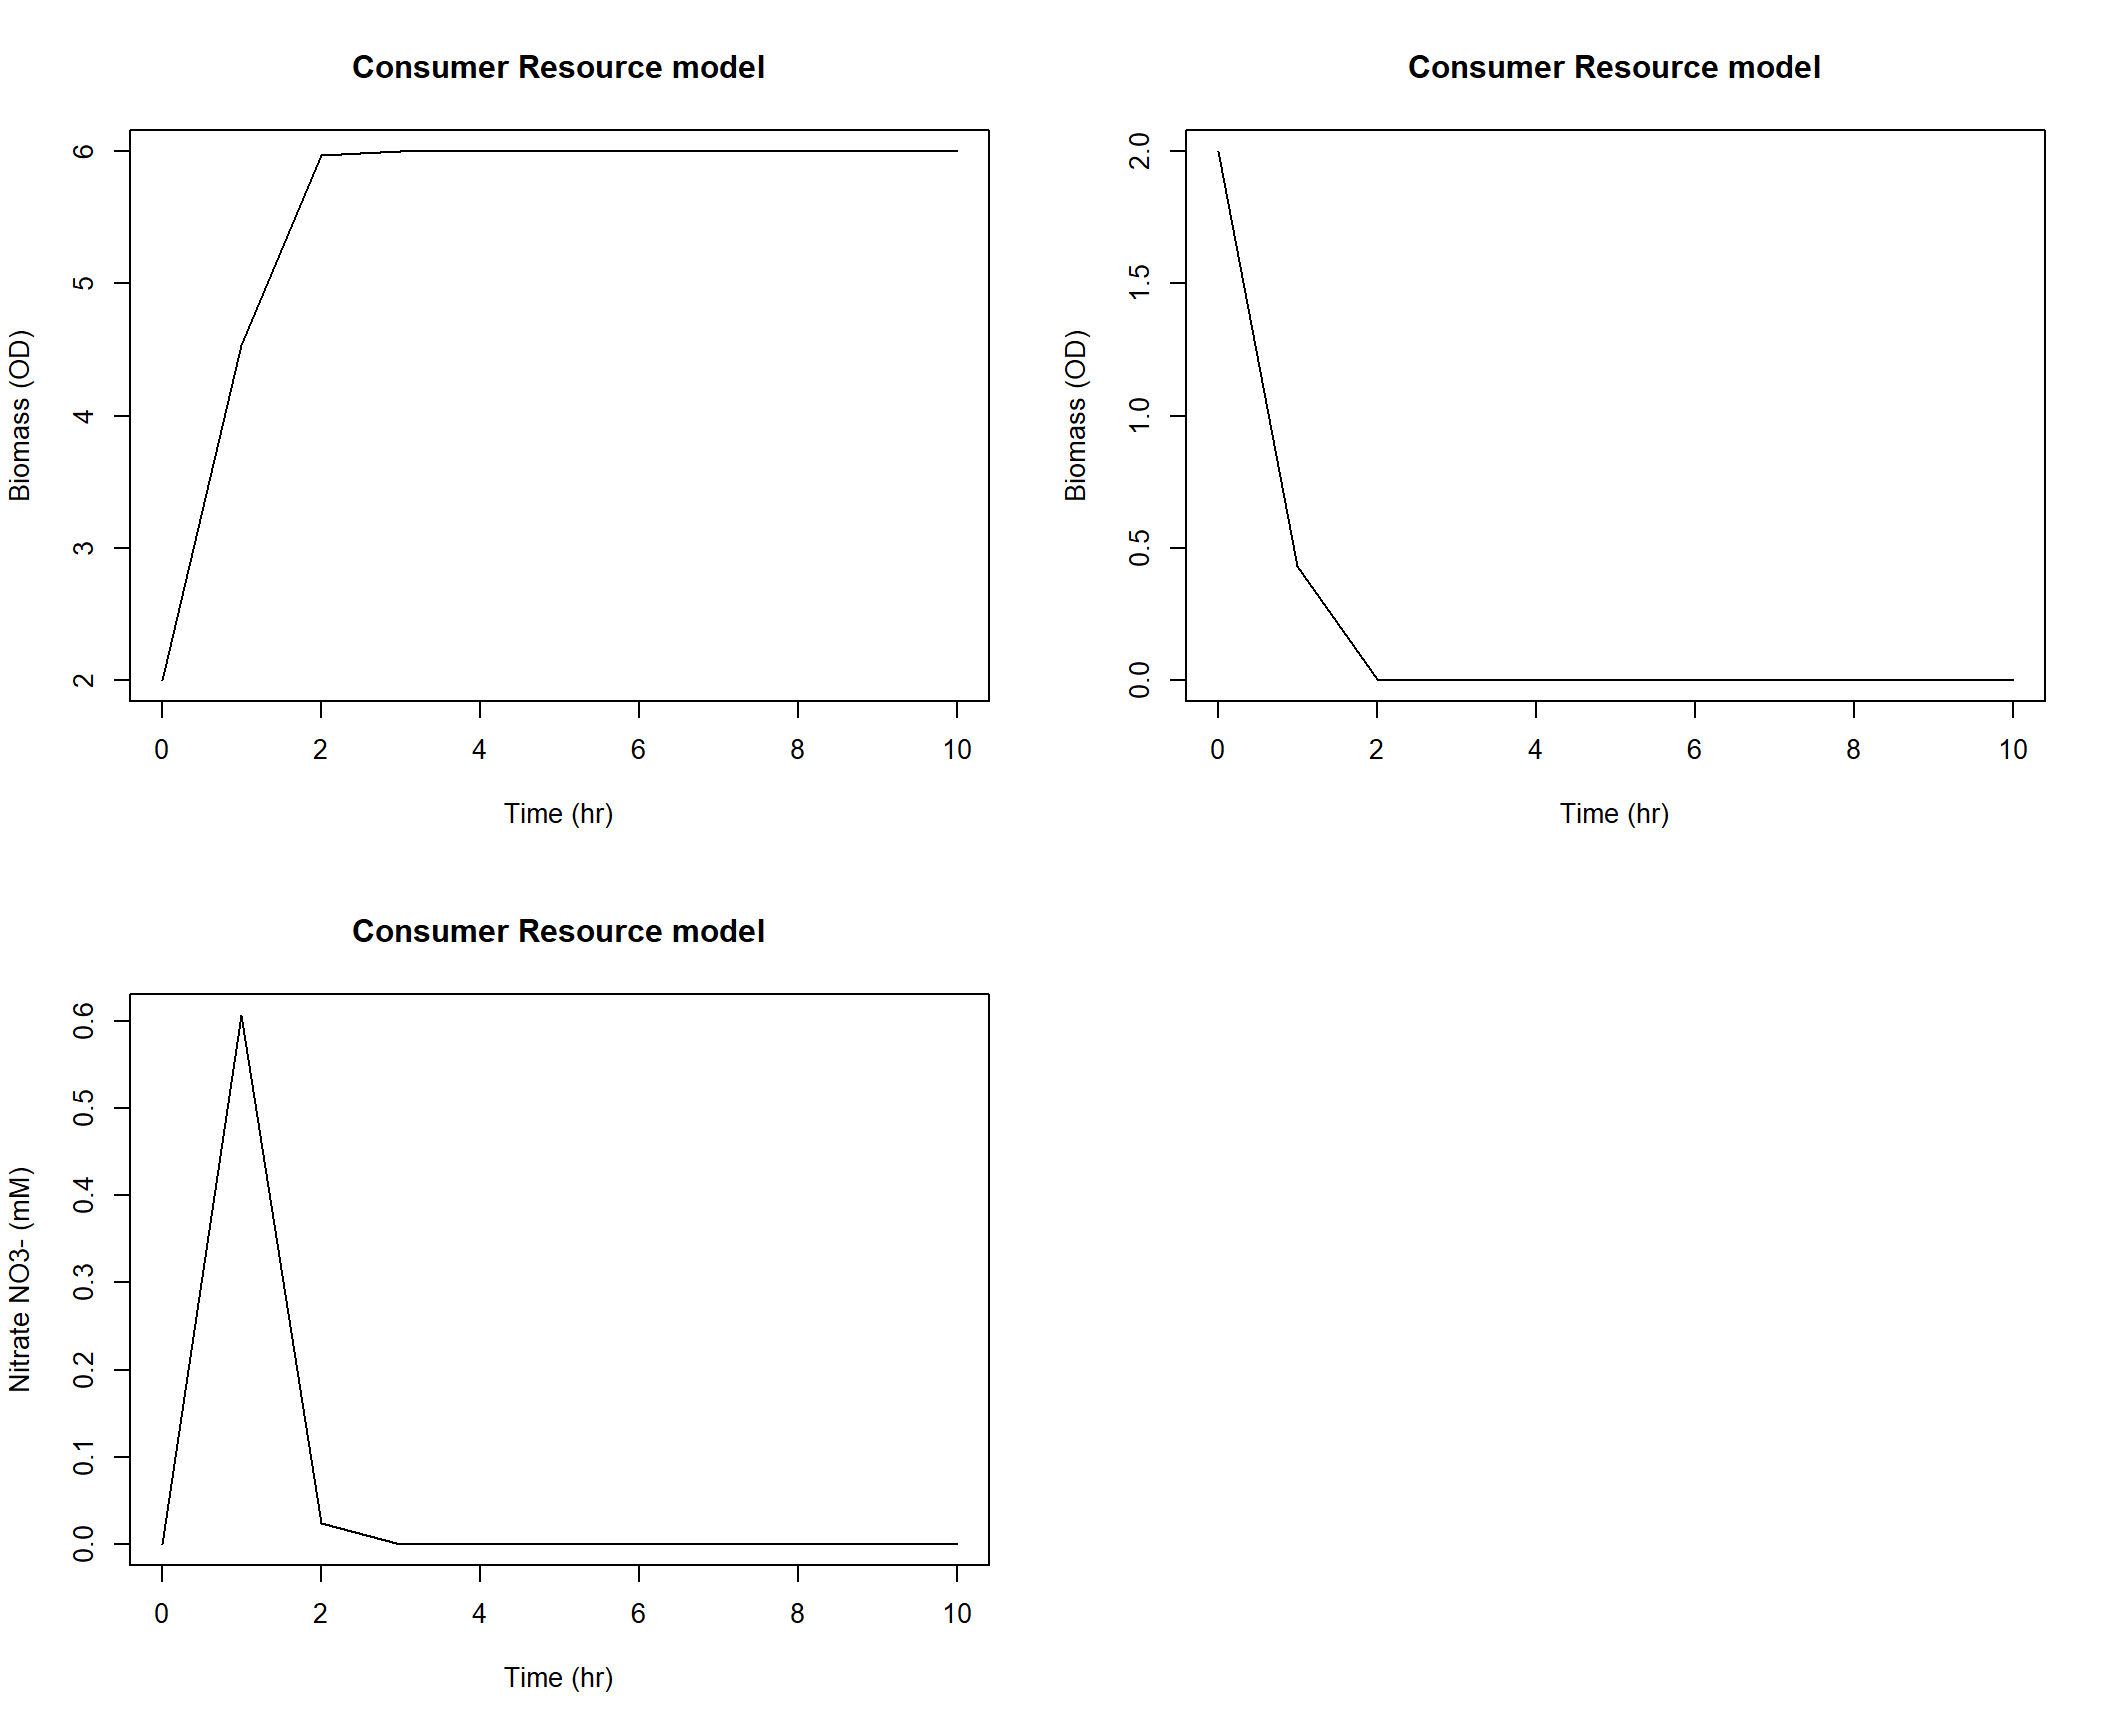 Consumer Resource model
Biomass (OD)
6
5
4
3
2
0 2 4 6 8 10
Time (hr)
Consumer Resource model
Biomass (OD)
2.0
1.5
1.0
0.5
0.0
0 2 4 6 8 10
Time (hr)
Consumer Resource model
Nitrate NO3- (mM)
0.6
0.5
0.4
0.3
0.2
0.1
0.0
0 2 4 6 8 10
Time (hr)